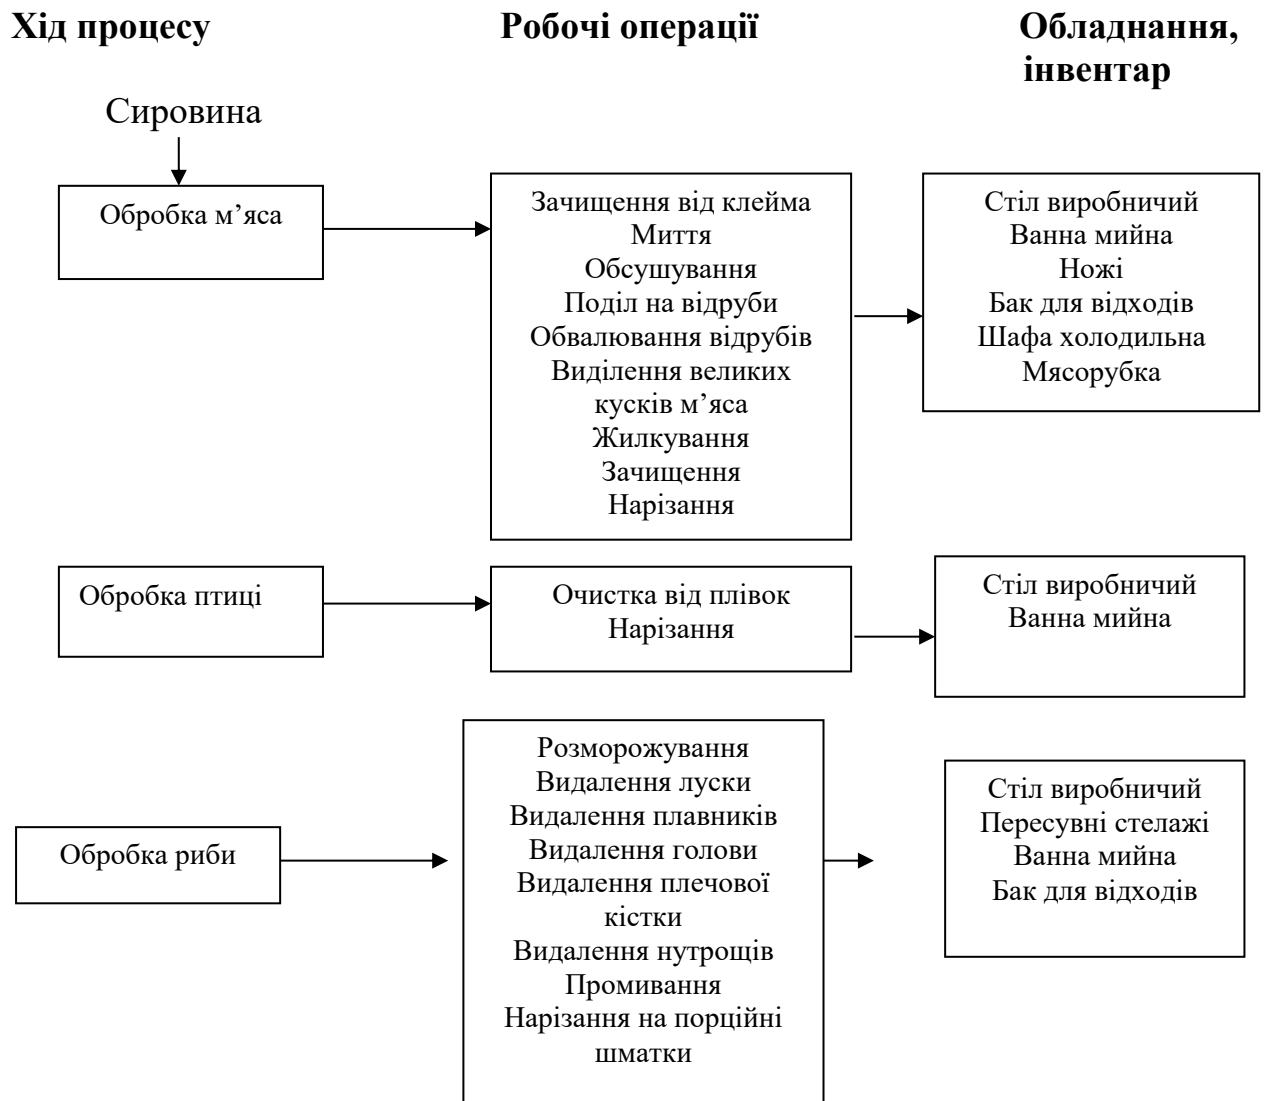 Хід процесу
Робочі операції
Обладнання,
інвентар
Сировина
Обробка м’яса
Зачищення від клейма
Миття
Обсушування
Поділ на відруби
Обвалювання відрубів
Виділення великих
кусків м’яса
Жилкування
Зачищення
Нарізання
Стіл виробничий
Ванна мийна
Ножі
Бак для відходів
Шафа холодильна
Мясорубка
Обробка птиці
Очистка від плівок
Нарізання
Стіл виробничий
Ванна мийна
Обробка риби
Розморожування
Видалення луски
Видалення плавників
Видалення голови
Видалення плечової
кістки
Видалення нутрощів
Промивання
Нарізання на порційні
шматки
Стіл виробничий
Пересувні стелажі
Ванна мийна
Бак для відходів